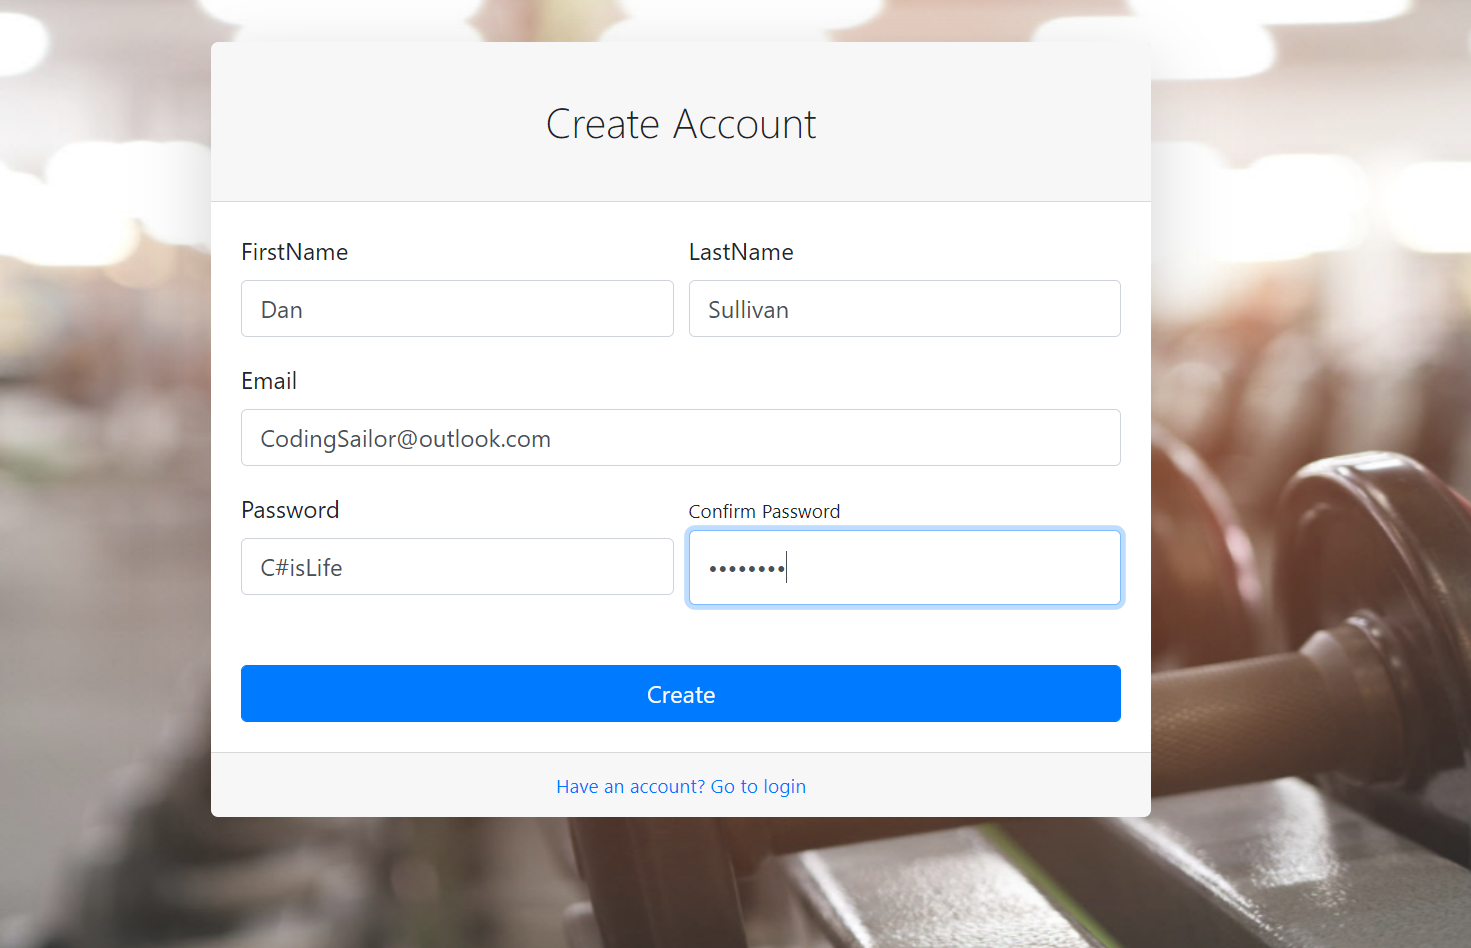 Create Account
FirstName
LastName
Dan
Sullivan
Email
CodingSailor@outlook.com
Password
Confirm Password
C#isLife
••••••••
Create
Have an account? Go to login